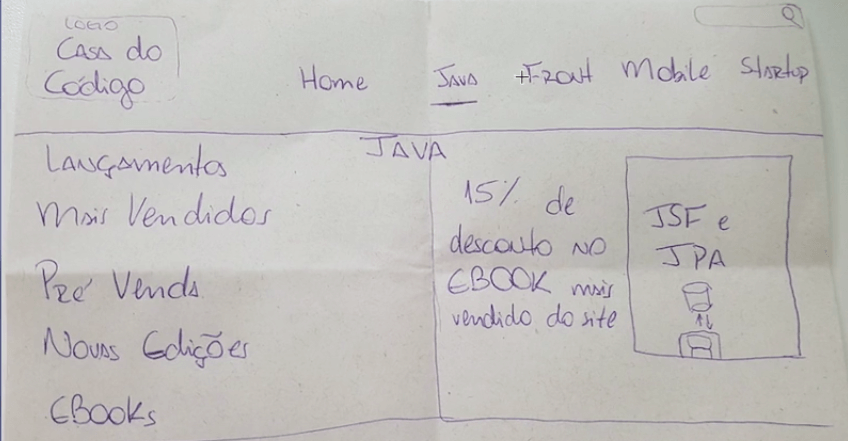 LOGO
Casa do
Código
Home JAVA +Front Mobile Startup
JAVA
Lançamentos
Mais Vendidos
Pré Venda
Novas Edições
EBooks
15% de
desconto no
EBOOK mais
vendido do site
JSF e
JPA